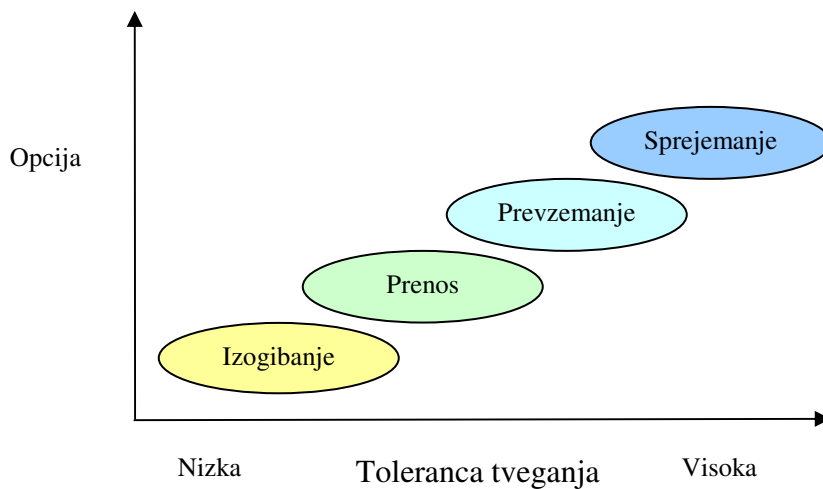 Sprejemanje
Opcija
Prevzemanje
Prenos
Izogibanje
Nizka
Toleranca tveganja
Visoka